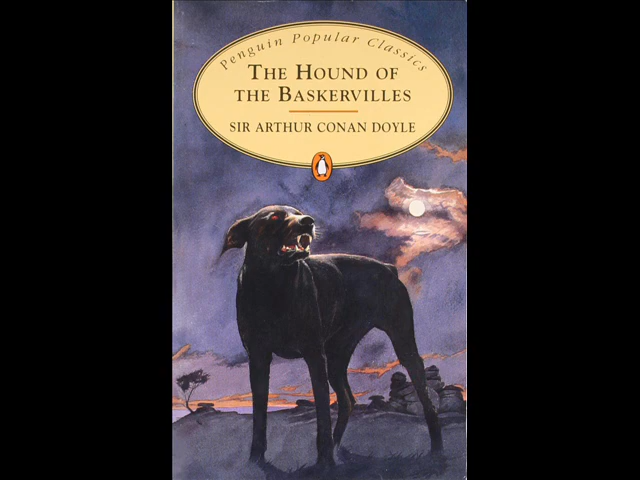 Penguin Popular Classics
THE HOUND OF
THE BASKERVILLES
SIR ARTHUR CONAN DOYLE